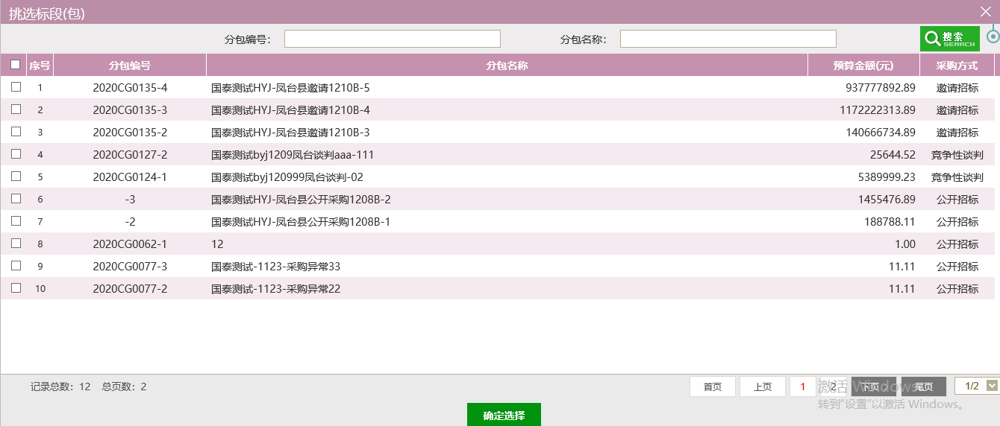 挑选标段(包)
分包编号： 分包名称： 搜索 SEARCH
序号 分包编号 分包名称 预算金额(元) 采购方式
1 2020CG0135-4 国泰测试HYJ-凤台县邀请1210B-5 937777892.89 邀请招标
2 2020CG0135-3 国泰测试HYJ-凤台县邀请1210B-4 1172222313.89 邀请招标
3 2020CG0135-2 国泰测试HYJ-凤台县邀请1210B-3 140666734.89 邀请招标
4 2020CG0127-2 国泰测试byj1209凤台谈判aaa-111 25644.52 竞争性谈判
5 2020CG0124-1 国泰测试byj120999凤台谈判-02 5389999.23 竞争性谈判
6 -3 国泰测试HYJ-凤台县公开采购1208B-2 1455476.89 公开招标
7 -2 国泰测试HYJ-凤台县公开采购1208B-1 188788.11 公开招标
8 2020CG0062-1 12 1.00 公开招标
9 2020CG0077-3 国泰测试-1123-采购异常33 11.11 公开招标
10 2020CG0077-2 国泰测试-1123-采购异常22 11.11 公开招标
记录总数：12 总页数：2 首页 上页 1 2 下页 尾页 1/2
激活 Windows
转到"设置"以激活 Windows。
确定选择